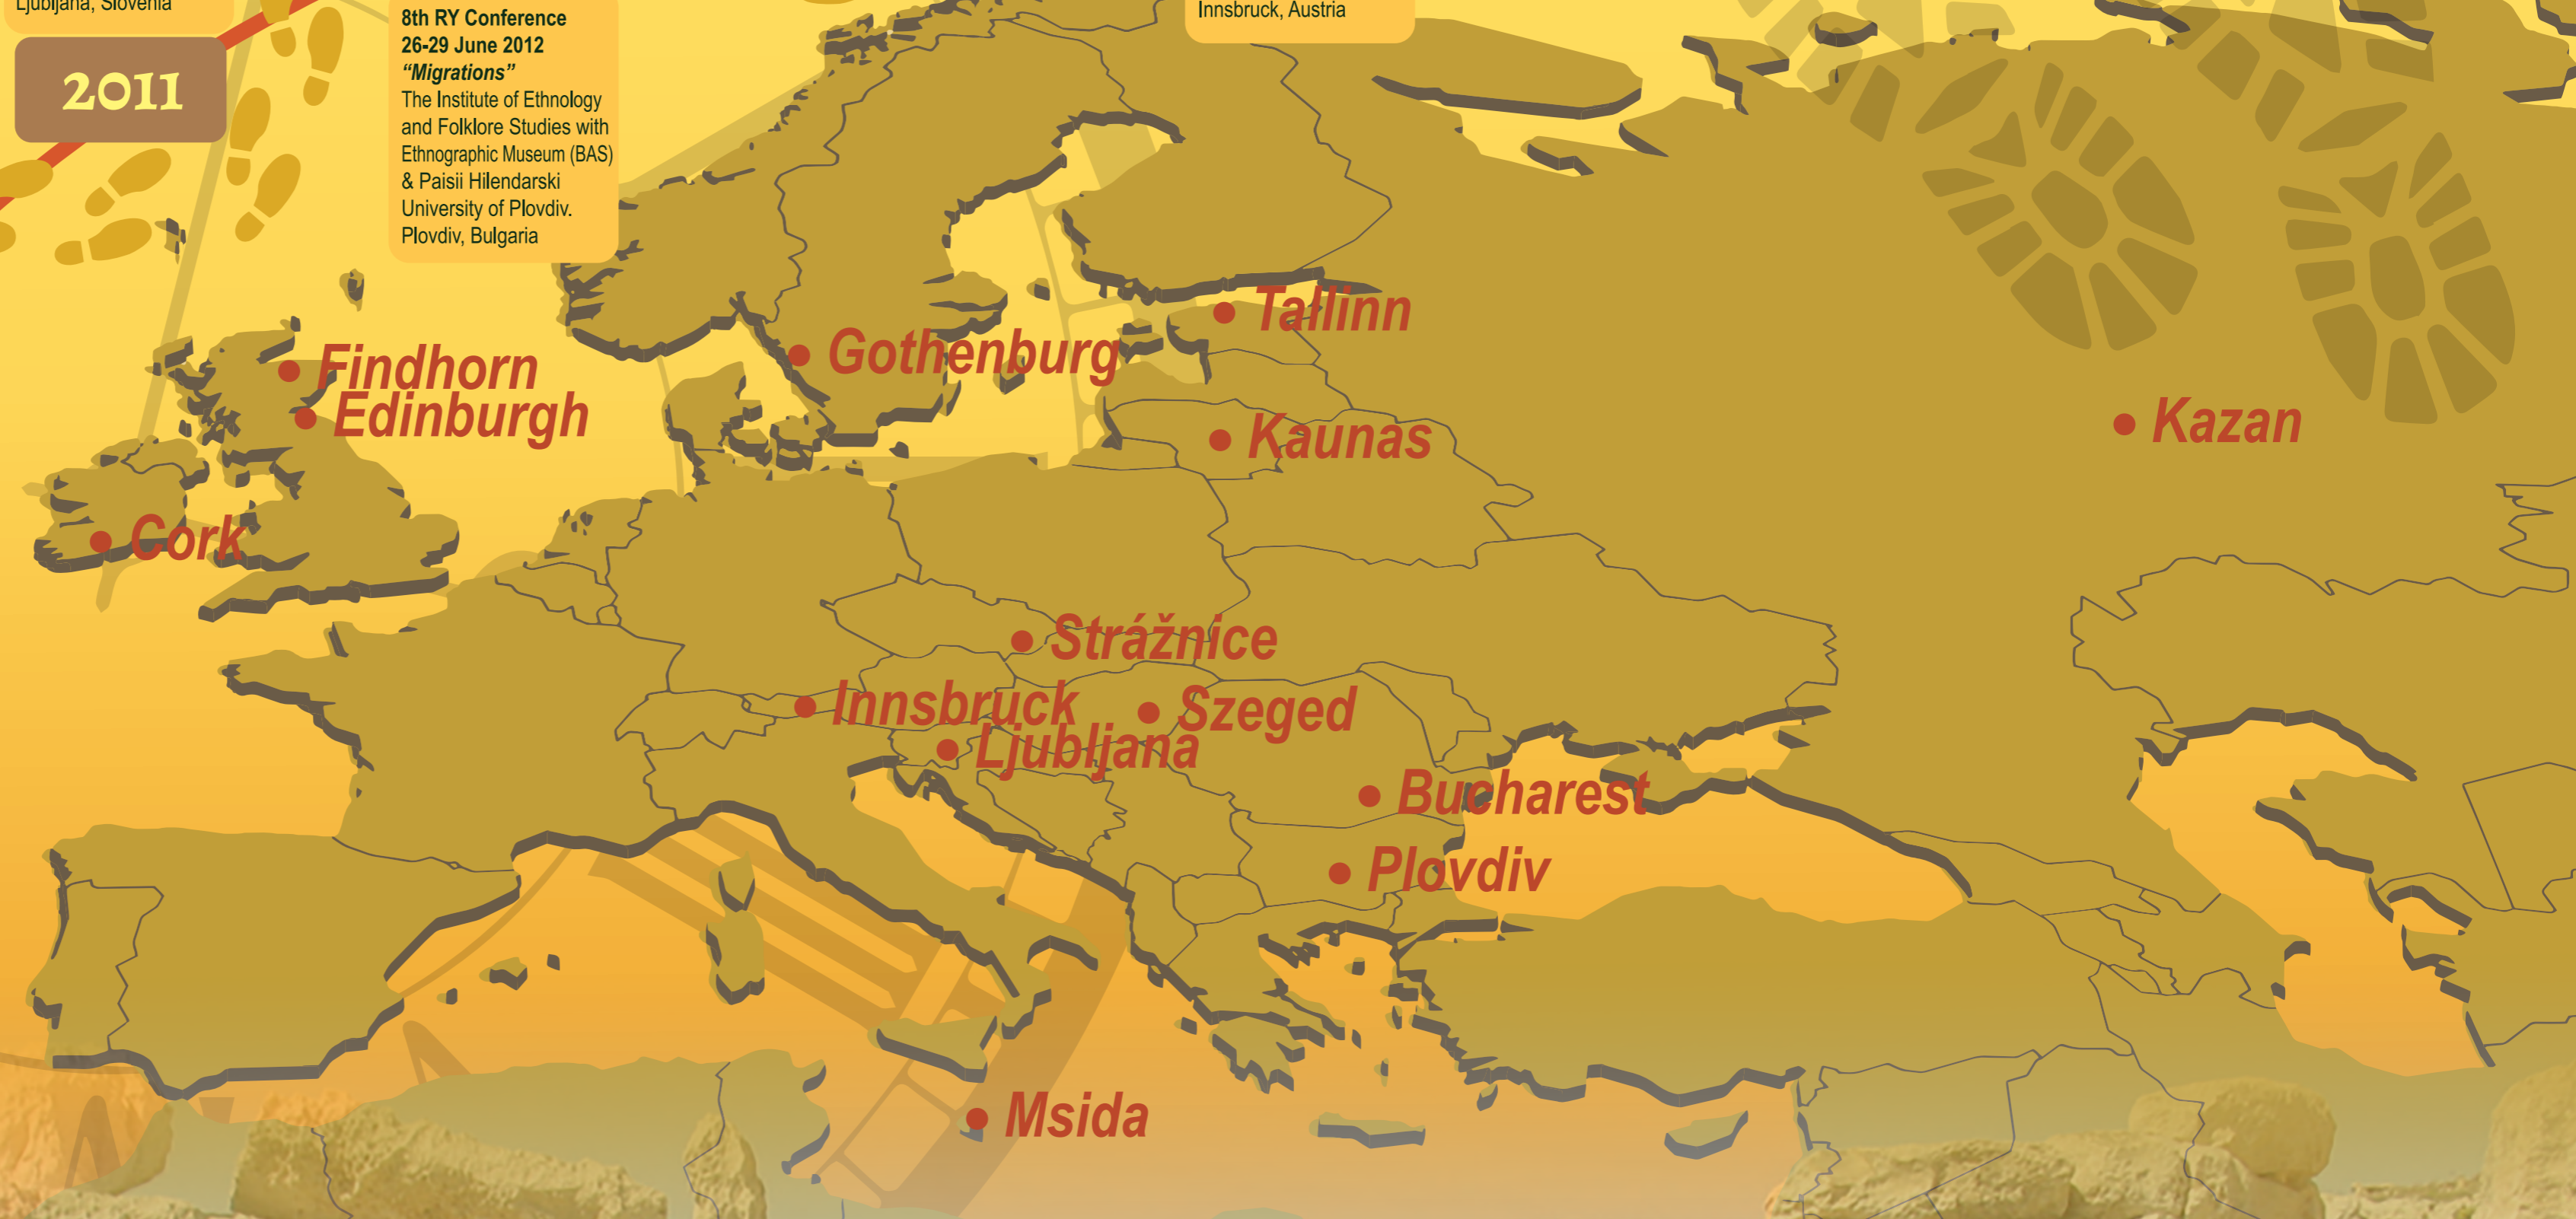 Ljubljana, Slovenia
2011
8th RY Conference
26-29 June 2012
“Migrations”
The Institute of Ethnology
and Folklore Studies with
Ethnographic Museum (BAS)
& Paisii Hilendarski
University of Plovdiv.
Plovdiv, Bulgaria
Innsbruck, Austria
Tallinn
Gothenburg
Findhorn
Edinburgh
Kaunas
Kazan
Cork
Strážnice
Innsbruck
Szeged
Ljubljana
Bucharest
Plovdiv
Msida